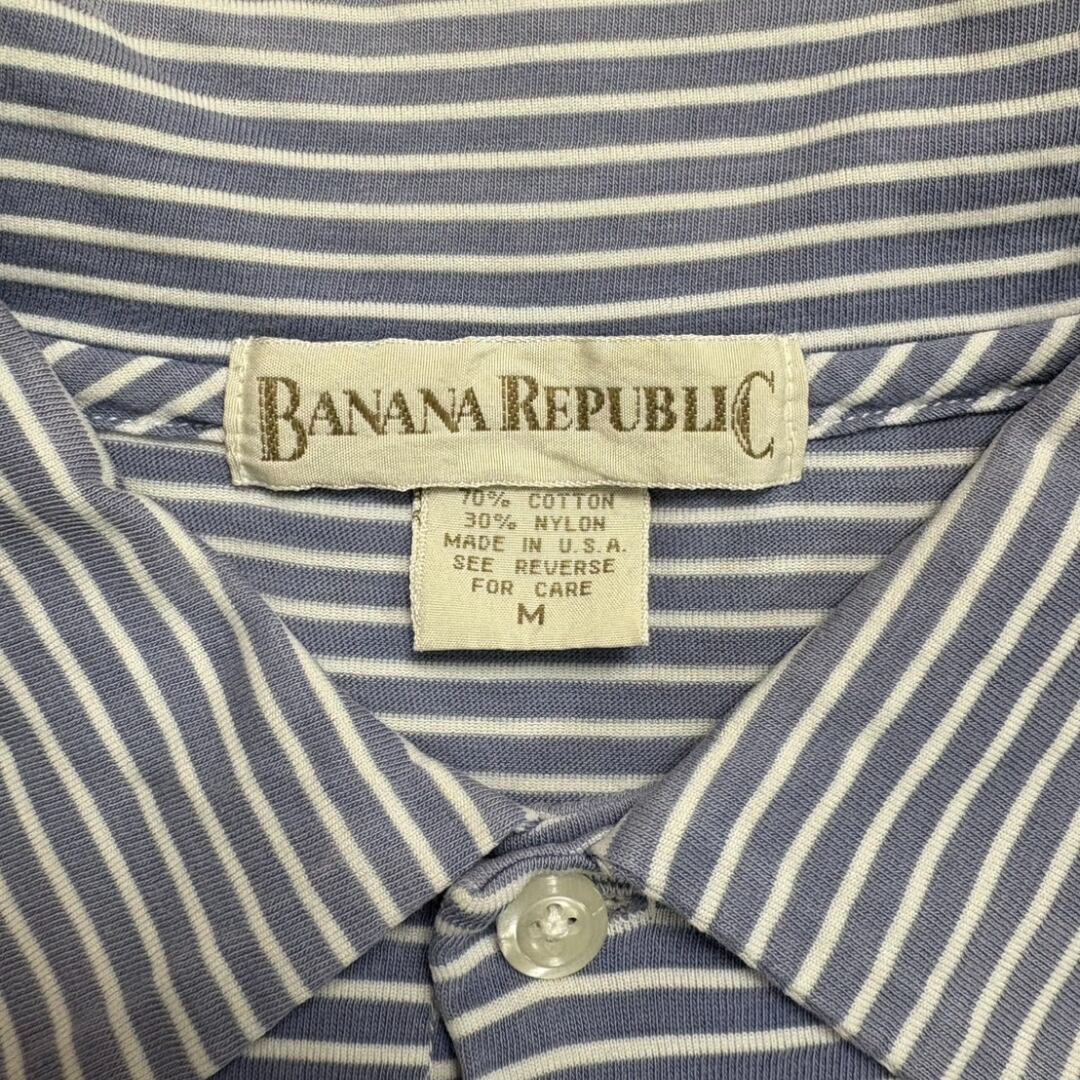 BANANA REPUBLIC
70% COTTON
30% NYLON
MADE IN U.S.A.
SEE REVERSE
FOR CARE
M